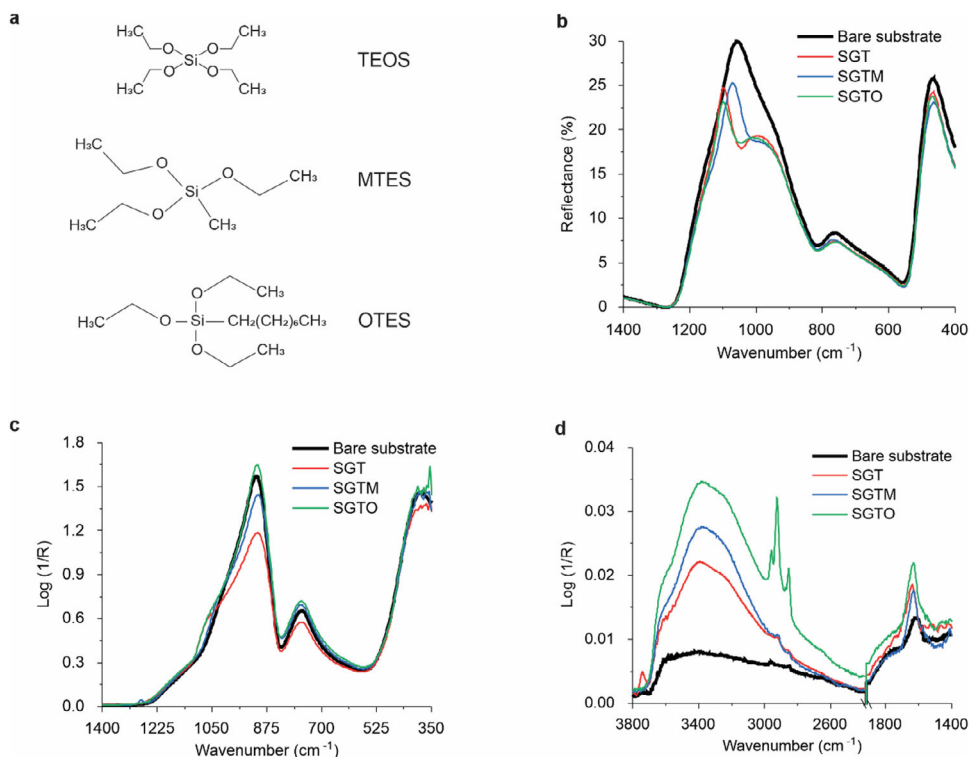 a
H₃C
O
O
CH₃
Si
H₃C
O
O
CH₃
TEOS
H₃C
O
O
CH₃
Si
H₃C
O
CH₃
MTES
O
CH₃
H₃C
O
Si
CH₂(CH₂)₆CH₃
O
CH₃
OTES
b
Bare substrate
SGT
SGTM
SGTO
Reflectance (%)
30
25
20
15
10
5
0
1400 1200 1000 800 600 400
Wavenumber (cm⁻¹)
c
Bare substrate
SGT
SGTM
SGTO
Log (1/R)
1.8
1.5
1.2
0.9
0.6
0.3
0.0
1400 1225 1050 875 700 525 350
Wavenumber (cm⁻¹)
d
Bare substrate
SGT
SGTM
SGTO
Log (1/R)
0.04
0.03
0.02
0.01
0.00
3800 3400 3000 2600 1800 1400
Wavenumber (cm⁻¹)